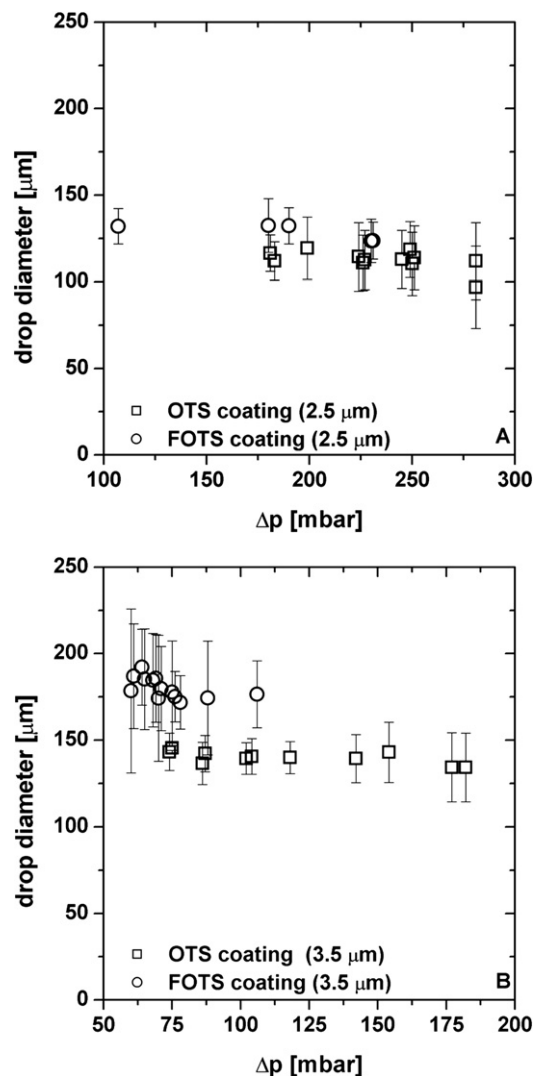 250
200
150
100
50
0
drop diameter [μm]
OTS coating (2.5 μm)
FOTS coating (2.5 μm)
A
100 150 200 250 300
Δp [mbar]
250
200
150
100
50
0
drop diameter [μm]
OTS coating (3.5 μm)
FOTS coating (3.5 μm)
B
50 75 100 125 150 175 200
Δp [mbar]